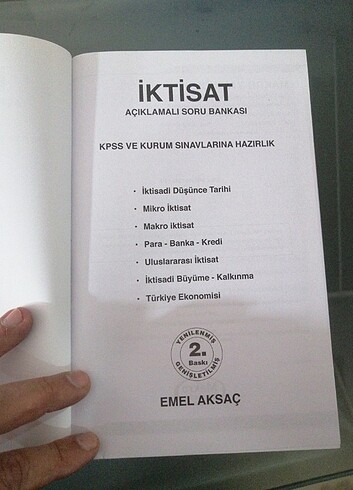 İKTİSAT
AÇIKLAMALI SORU BANKASI
KPSS VE KURUM SINAVLARINA HAZIRLIK
• İktisadi Düşünce Tarihi
• Mikro İktisat
• Makro iktisat
• Para - Banka - Kredi
• Uluslararası İktisat
• İktisadi Büyüme - Kalkınma
• Türkiye Ekonomisi
YENİLENMİŞ
2.
Baskı
GENİŞLETİLMİŞ
EMEL AKSAÇ